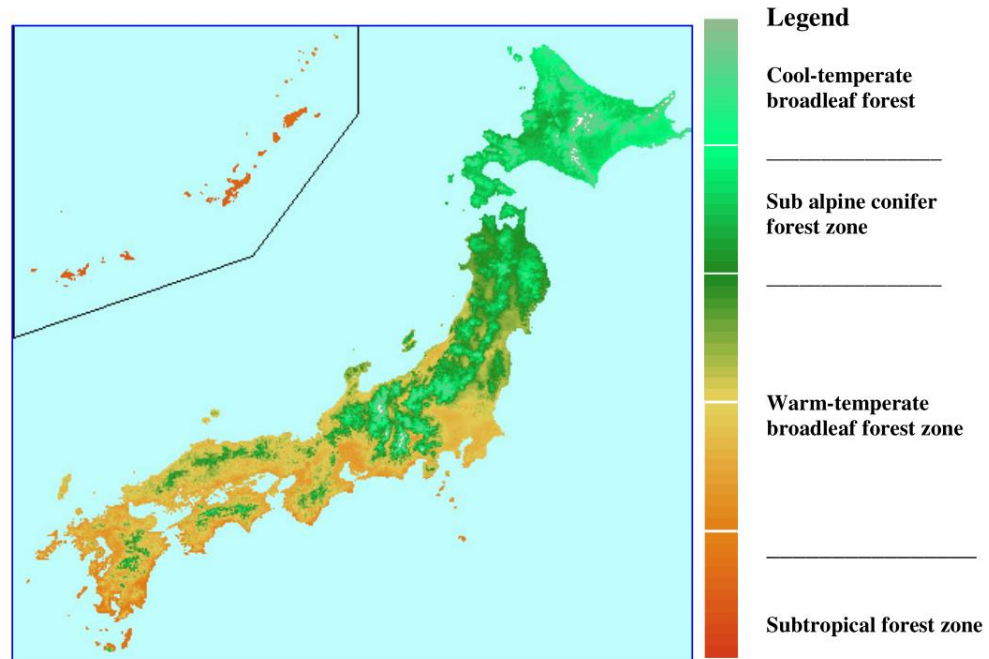 Legend
Cool-temperate
broadleaf forest
Sub alpine conifer
forest zone
Warm-temperate
broadleaf forest zone
Subtropical forest zone